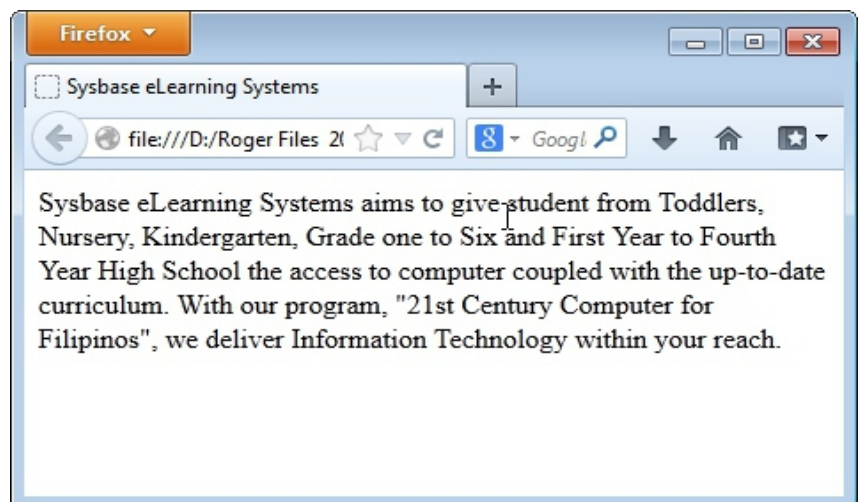 Firefox
Sysbase eLearning Systems
file:///D:/Roger Files 2(
Googl
Sysbase eLearning Systems aims to give student from Toddlers,
Nursery, Kindergarten, Grade one to Six and First Year to Fourth
Year High School the access to computer coupled with the up-to-date
curriculum. With our program, "21st Century Computer for
Filipinos", we deliver Information Technology within your reach.